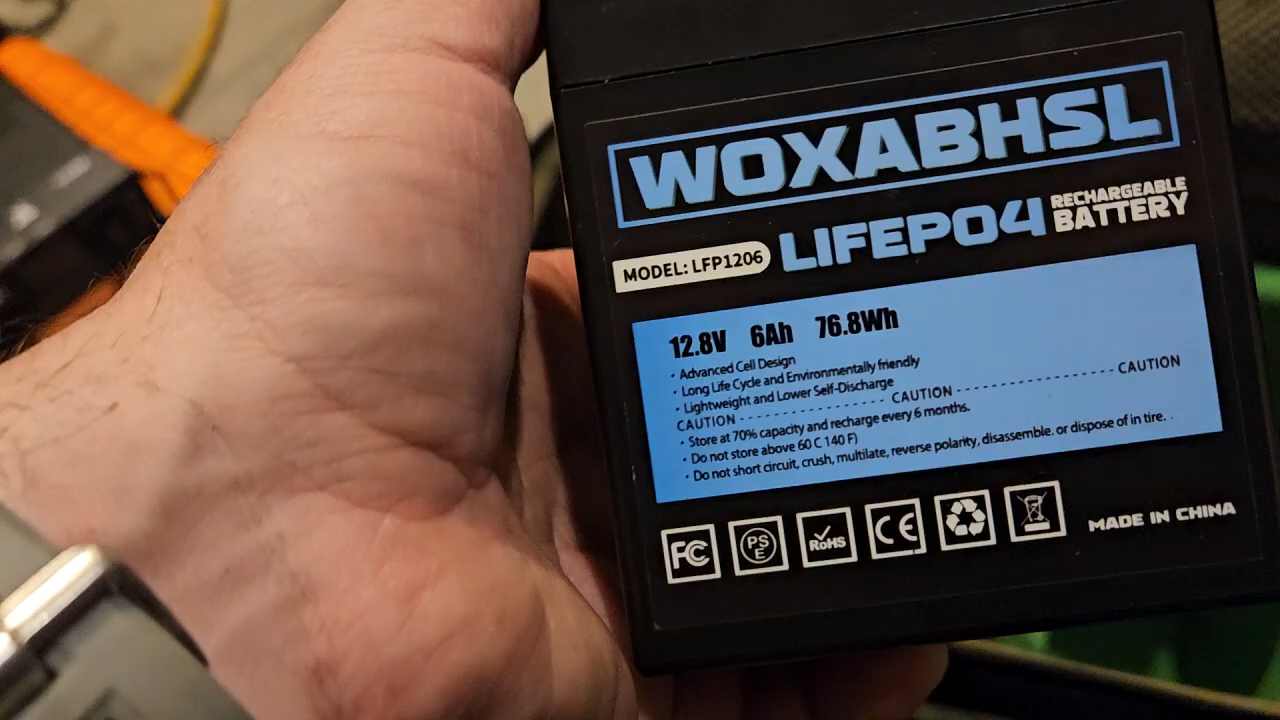 WOXABHSL
MODEL: LFP1206 LIFEPO4 RECHARGEABLE BATTERY
12.8V 6Ah 76.8Wh
· Advanced Cell Design
· Long Life Cycle and Environmentally friendly
· Lightweight and Lower Self-Discharge
CAUTION - - - - - - - - - - - - - - - - - CAUTION - - - - - - - - - - - - - - - - - - CAUTION
· Store at 70% capacity and recharge every 6 months.
· Do not store above 60 C 140 F)
· Do not short circuit, crush, multilate, reverse polarity, disassemble. or dispose of in tire.
FC PSE RoHS CE MADE IN CHINA